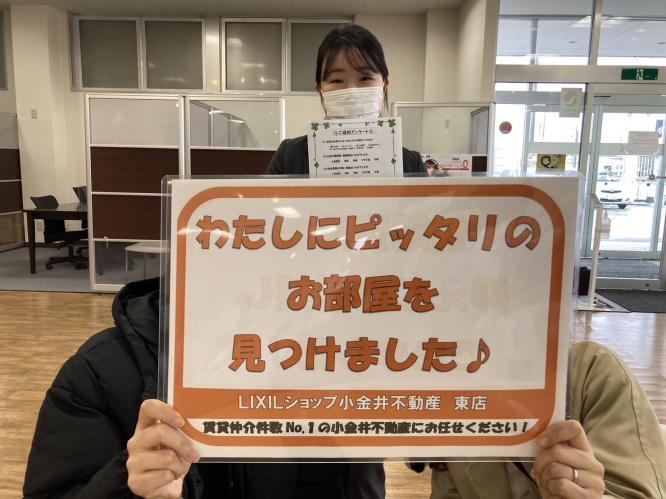 ご成約アンケート
わたしにピッタリの
お部屋を
見つけました♪
LIXILショップ小金井不動産 東店
賃貸仲介件数No.1の小金井不動産にお任せください!